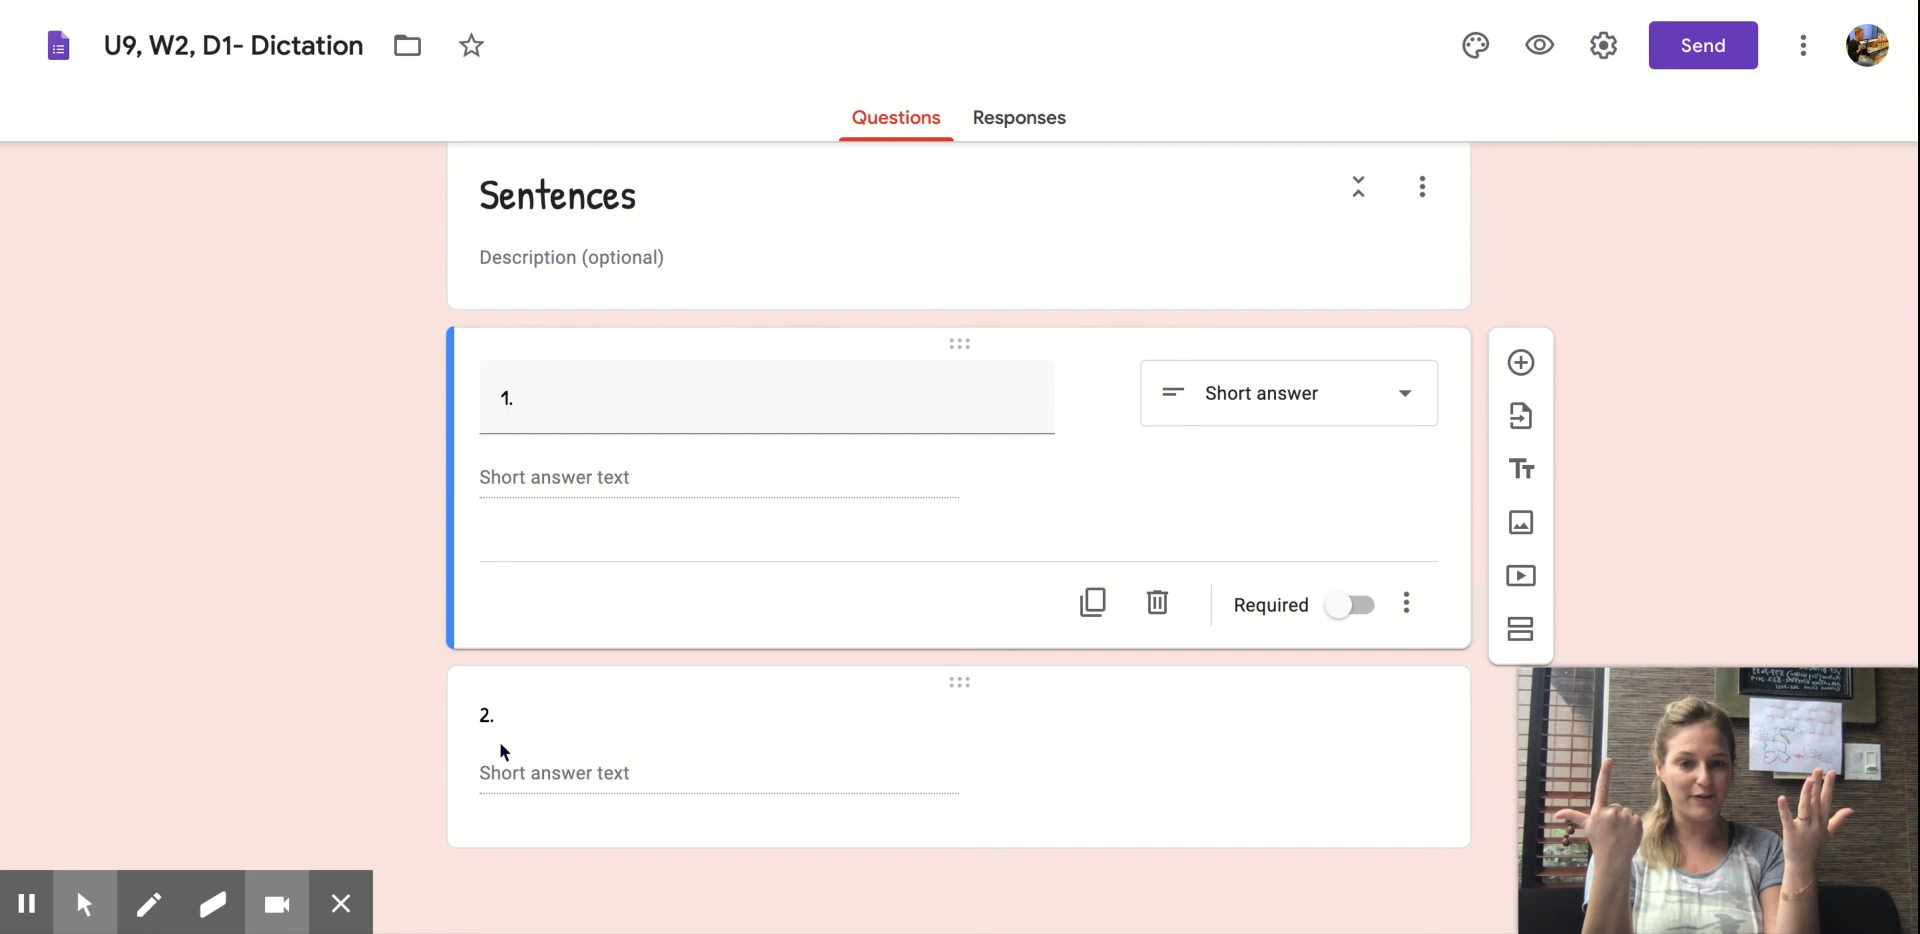 U9, W2, D1- Dictation
Send
Questions
Responses
Sentences
Description (optional)
1.
Short answer
Short answer text
Required
2.
Short answer text